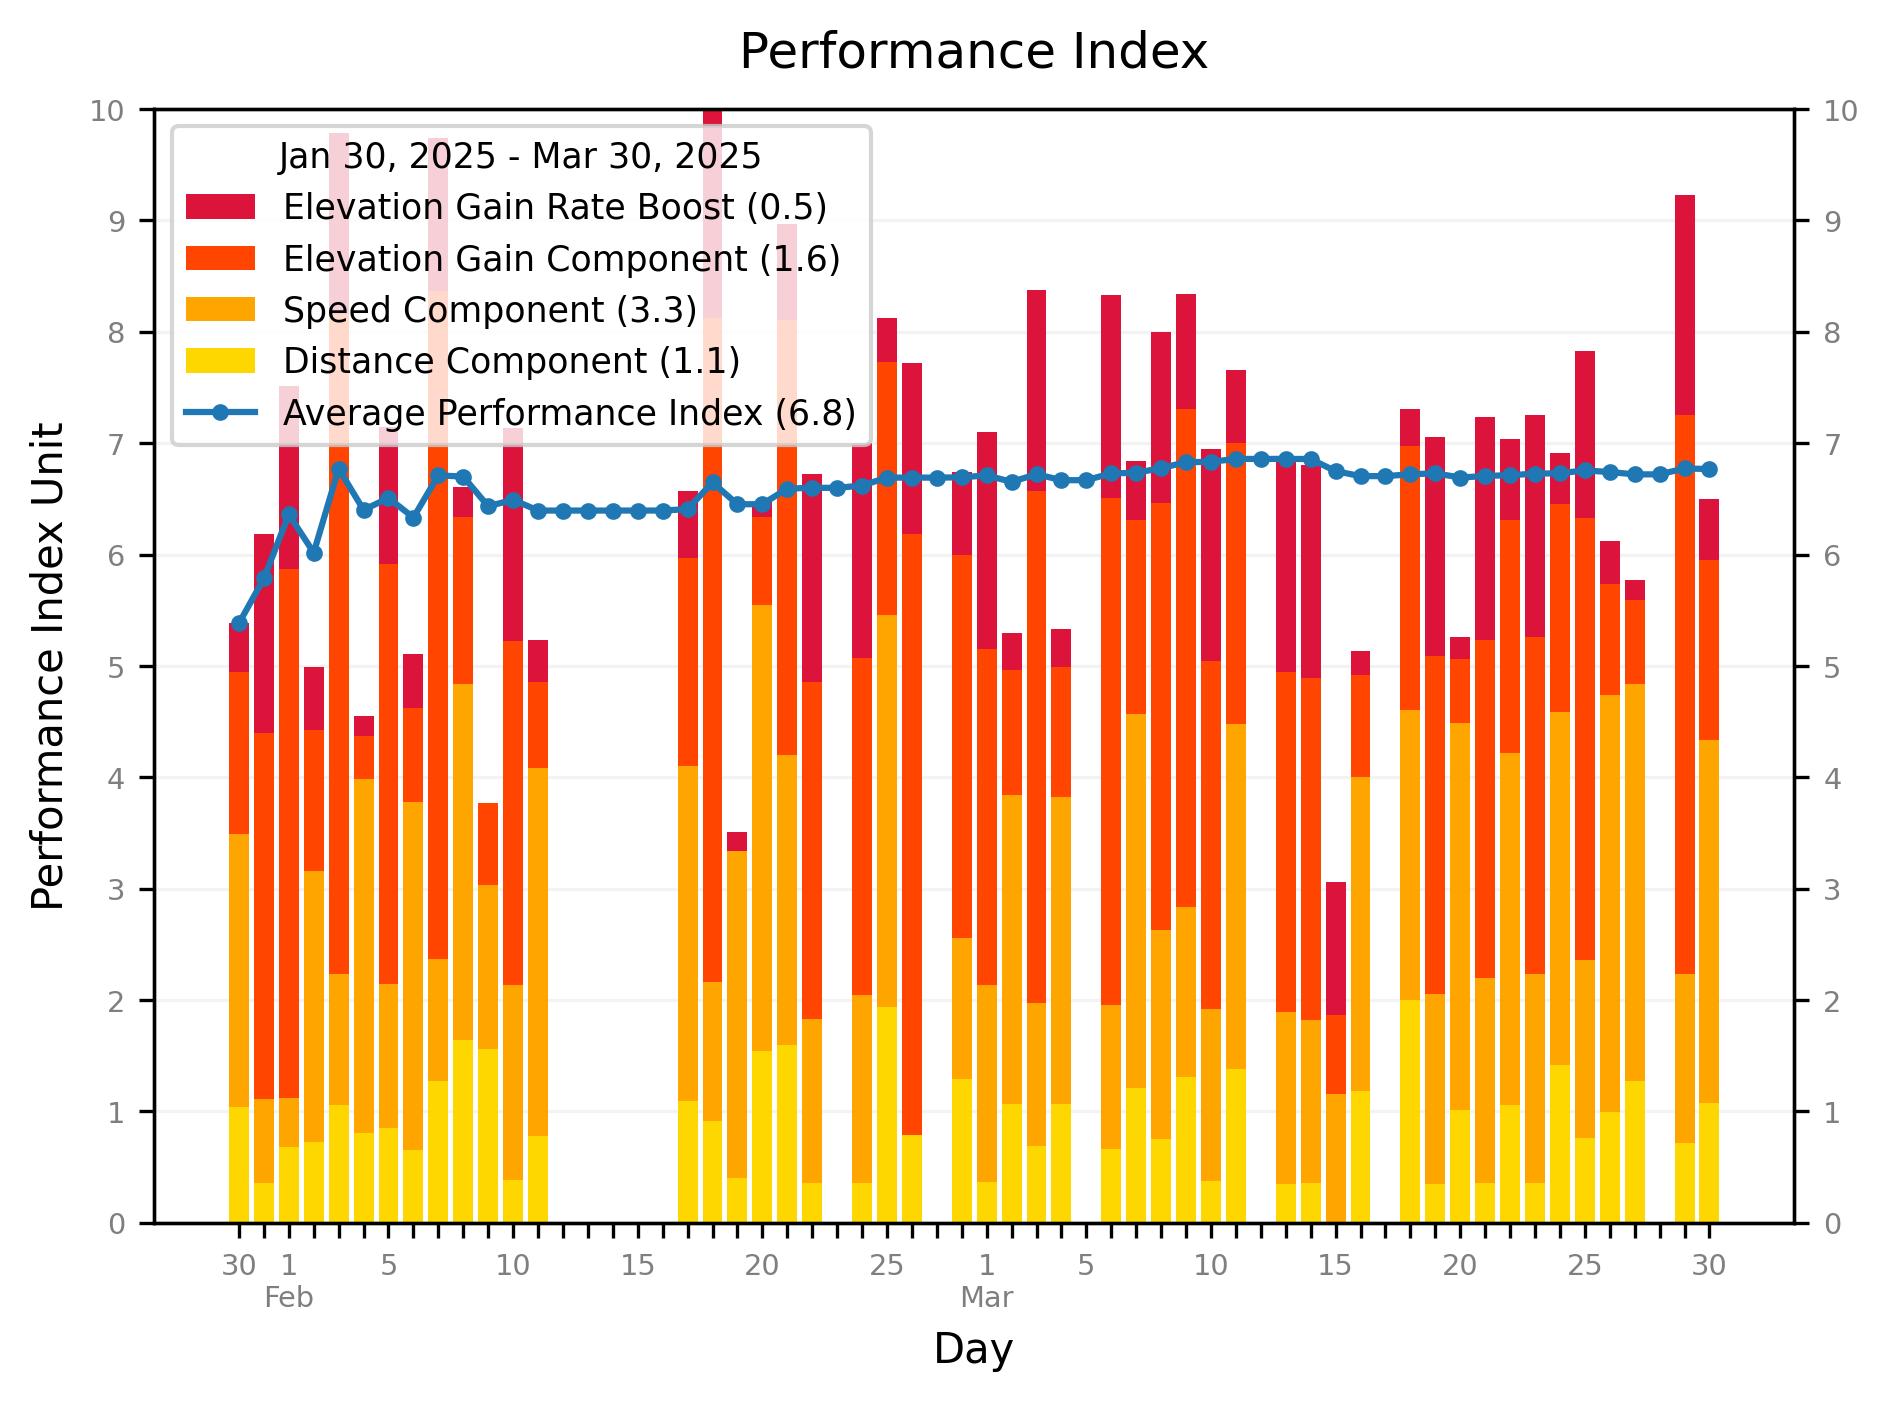 Performance Index
Jan 30, 2025 - Mar 30, 2025
Elevation Gain Rate Boost (0.5)
Elevation Gain Component (1.6)
Speed Component (3.3)
Distance Component (1.1)
Average Performance Index (6.8)
Performance Index Unit
10 10
9 9
8 8
7 7
6 6
5 5
4 4
3 3
2 2
1 1
0 0
30 1 5 10 15 20 25 1 5 10 15 20 25 30
Feb Mar
Day